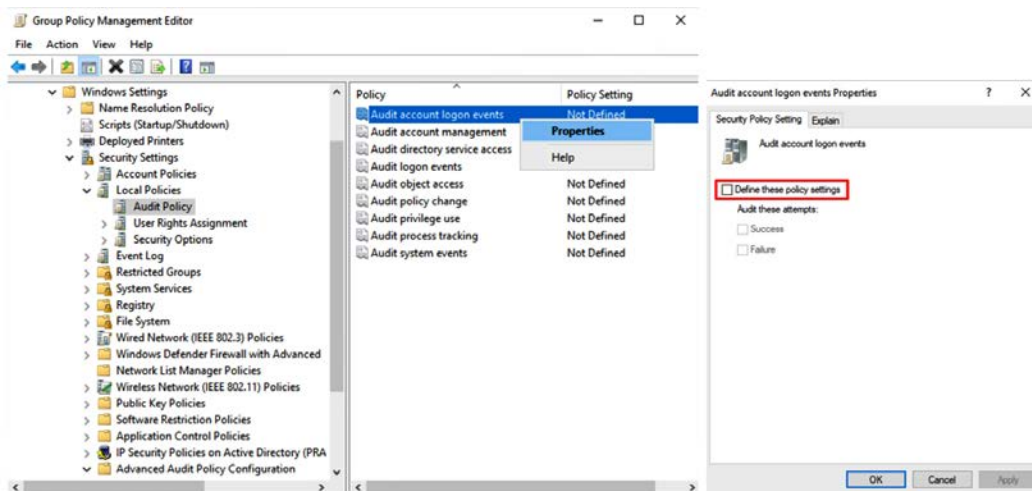 Group Policy Management Editor
File Action View Help
Windows Settings
Name Resolution Policy
Scripts (Startup/Shutdown)
Deployed Printers
Security Settings
Account Policies
Local Policies
Audit Policy
User Rights Assignment
Security Options
Event Log
Restricted Groups
System Services
Registry
File System
Wired Network (IEEE 802.3) Policies
Windows Defender Firewall with Advanced
Network List Manager Policies
Wireless Network (IEEE 802.11) Policies
Public Key Policies
Software Restriction Policies
Application Control Policies
IP Security Policies on Active Directory (PRA
Advanced Audit Policy Configuration
Policy Policy Setting
Audit account logon events Not Defined
Audit account management
Audit directory service access
Audit logon events
Audit object access Not Defined
Audit policy change Not Defined
Audit privilege use Not Defined
Audit process tracking Not Defined
Audit system events Not Defined
Properties
Help
Audit account logon events Properties ? X
Security Policy Setting Explain
Audit account logon events
Define these policy settings
Audit these attempts:
Success
Failure
OK Cancel Apply